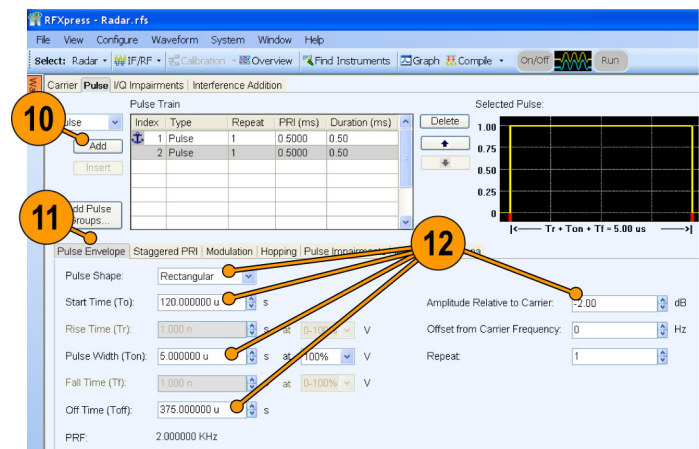 RFXpress - Radar.rfs
File View Configure Waveform System Window Help
Select: Radar IF/RF Calibration Overview Find Instruments Graph Compile On/Off Run
Carrier Pulse I/Q Impairments Interference Addition
Pulse Train
Selected Pulse:
10
Index Type Repeat PRI (ms) Duration (ms)
1 Pulse 1 0.5000 0.50
2 Pulse 1 0.5000 0.50
Add
Insert
Groups...
Delete
1.00
0.75
0.50
0.25
0
|<—— Tr + Ton + Tf = 5.00 us ——>|
11
12
Pulse Envelope Staggered PRI Modulation Hopping Pulse
Pulse Shape: Rectangular
Start Time (To): 120.000000 u s
Amplitude Relative to Carrier: -2.00 dB
Rise Time (Tr): 1.000 n s at 0-100% V
Offset from Carrier Frequency: 0 Hz
Pulse Width (Ton): 5.000000 u s at 100% V
Repeat: 1
Fall Time (Tf): 1.000 n s at 0-100% V
Off Time (Toff): 375.000000 u s
PRF: 2.000000 KHz